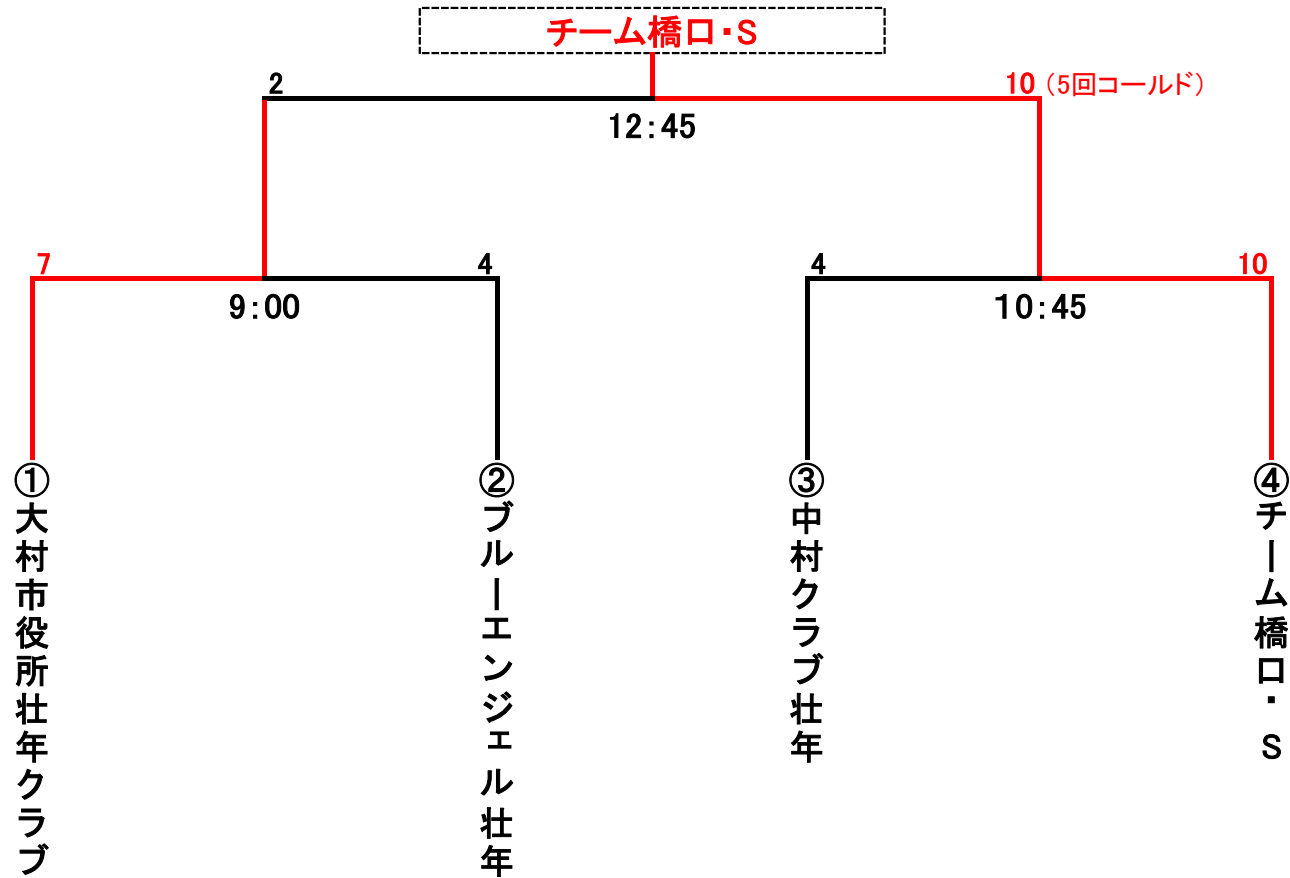 チーム橋口・S
2
10（5回コールド）
12:45
7
4
4
10
9:00
10:45
①大村市役所壮年クラブ
②ブルーエンジェル壮年
③中村クラブ壮年
④チーム橋口・S